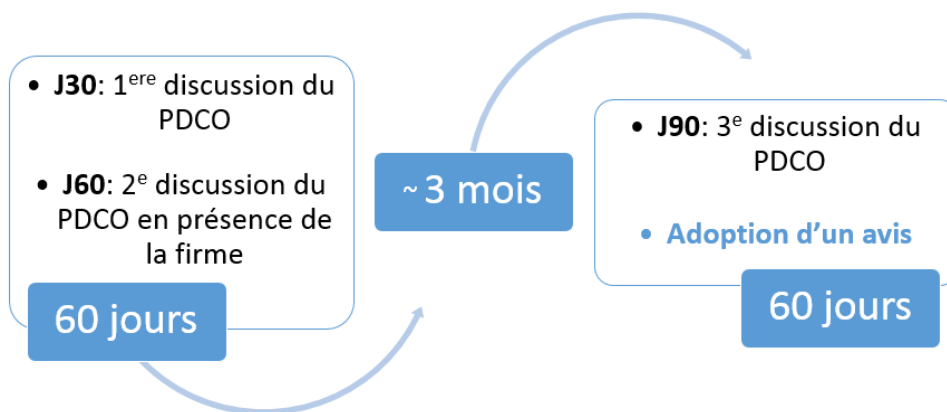 • J30: 1ere discussion du
PDCO
• J60: 2e discussion du
PDCO en présence de
la firme
60 jours
~ 3 mois
• J90: 3e discussion du
PDCO
• Adoption d’un avis
60 jours